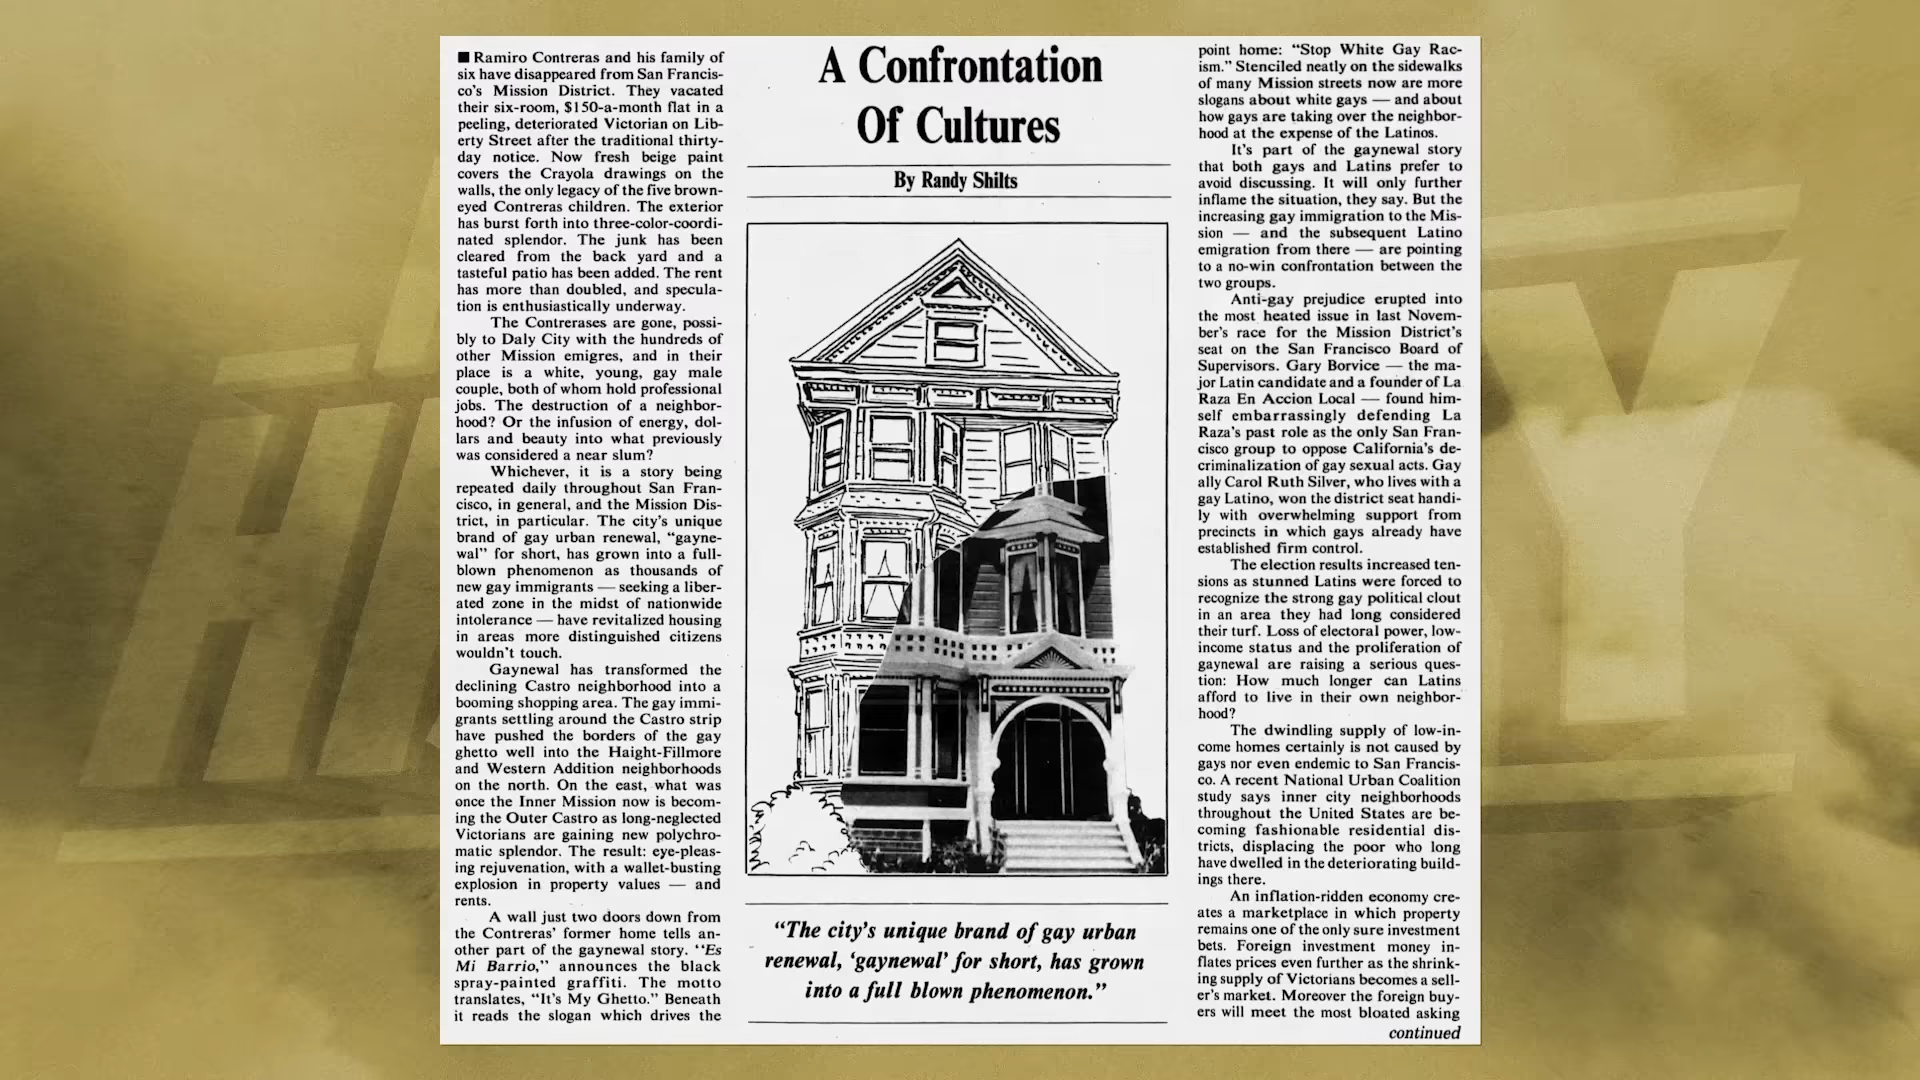 ■ Ramiro Contreras and his family of
six have disappeared from San Francis-
co's Mission District. They vacated
their six-room, $150-a-month flat in a
peeling, deteriorated Victorian on Lib-
erty Street after the traditional thirty-
day notice. Now fresh beige paint
covers the Crayola drawings on the
walls, the only legacy of the five brown-
eyed Contreras children. The exterior
has burst forth into three-color-coordi-
nated splendor. The junk has been
cleared from the back yard and a
tasteful patio has been added. The rent
has more than doubled, and specula-
tion is enthusiastically underway.
The Contrerases are gone, possi-
bly to Daly City with the hundreds of
other Mission emigres, and in their
place is a white, young, gay male
couple, both of whom hold professional
jobs. The destruction of a neighbor-
hood? Or the infusion of energy, dol-
lars and beauty into what previously
was considered a near slum?
Whichever, it is a story being
repeated daily throughout San Fran-
cisco, in general, and the Mission Dis-
trict, in particular. The city's unique
brand of gay urban renewal, "gayne-
wal" for short, has grown into a full-
blown phenomenon as thousands of
new gay immigrants — seeking a liber-
ated zone in the midst of nationwide
intolerance — have revitalized housing
in areas more distinguished citizens
wouldn't touch.
Gaynewal has transformed the
declining Castro neighborhood into a
booming shopping area. The gay immi-
grants settling around the Castro strip
have pushed the borders of the gay
ghetto well into the Haight-Fillmore
and Western Addition neighborhoods
on the north. On the east, what was
once the Inner Mission now is becom-
ing the Outer Castro as long-neglected
Victorians are gaining new polychro-
matic splendor. The result: eye-pleas-
ing rejuvenation, with a wallet-busting
explosion in property values — and
rents.
A wall just two doors down from
the Contreras' former home tells an-
other part of the gaynewal story. "Es
Mi Barrio," announces the black
spray-painted graffiti. The motto
translates, "It's My Ghetto." Beneath
it reads the slogan which drives the
A Confrontation
Of Cultures
By Randy Shilts
"The city's unique brand of gay urban
renewal, 'gaynewal' for short, has grown
into a full blown phenomenon."
point home: "Stop White Gay Rac-
ism." Stenciled neatly on the sidewalks
of many Mission streets now are more
slogans about white gays — and about
how gays are taking over the neighbor-
hood at the expense of the Latinos.
It's part of the gaynewal story
that both gays and Latins prefer to
avoid discussing. It will only further
inflame the situation, they say. But the
increasing gay immigration to the Mis-
sion — and the subsequent Latino
emigration from there — are pointing
to a no-win confrontation between the
two groups.
Anti-gay prejudice erupted into
the most heated issue in last Novem-
ber's race for the Mission District's
seat on the San Francisco Board of
Supervisors. Gary Borvice — the ma-
jor Latin candidate and a founder of La
Raza En Accion Local — found him-
self embarrassingly defending La
Raza's past role as the only San Fran-
cisco group to oppose California's de-
criminalization of gay sexual acts. Gay
ally Carol Ruth Silver, who lives with a
gay Latino, won the district seat handi-
ly with overwhelming support from
precincts in which gays already have
established firm control.
The election results increased ten-
sions as stunned Latins were forced to
recognize the strong gay political clout
in an area they had long considered
their turf. Loss of electoral power, low-
income status and the proliferation of
gaynewal are raising a serious ques-
tion: How much longer can Latins
afford to live in their own neighbor-
hood?
The dwindling supply of low-in-
come homes certainly is not caused by
gays nor even endemic to San Francis-
co. A recent National Urban Coalition
study says inner city neighborhoods
throughout the United States are be-
coming fashionable residential dis-
tricts, displacing the poor who long
have dwelled in the deteriorating build-
ings there.
An inflation-ridden economy cre-
ates a marketplace in which property
remains one of the only sure investment
bets. Foreign investment money in-
flates prices even further as the shrink-
ing supply of Victorians becomes a sell-
er's market. Moreover the foreign buy-
ers will meet the most bloated asking
continued